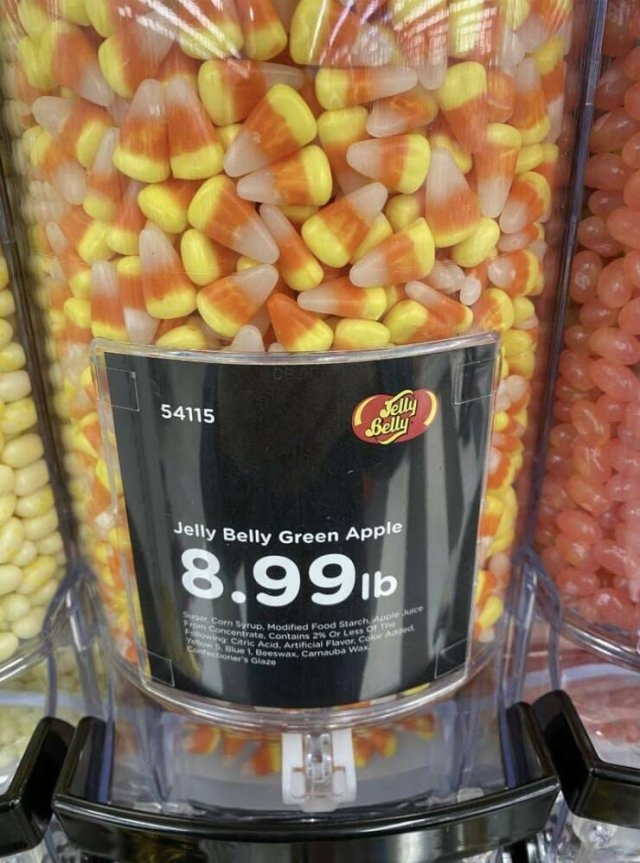 54115
Jelly
Belly
Jelly Belly Green Apple
8.99lb
Sugar, Corn Syrup, Modified Food Starch, Apple Juice
From Concentrate, Contains 2% Or Less Of The
Following: Citric Acid, Artificial Flavor, Color Added,
Yellow 5, Blue 1, Beeswax, Carnauba Wax,
Confectioner's Glaze